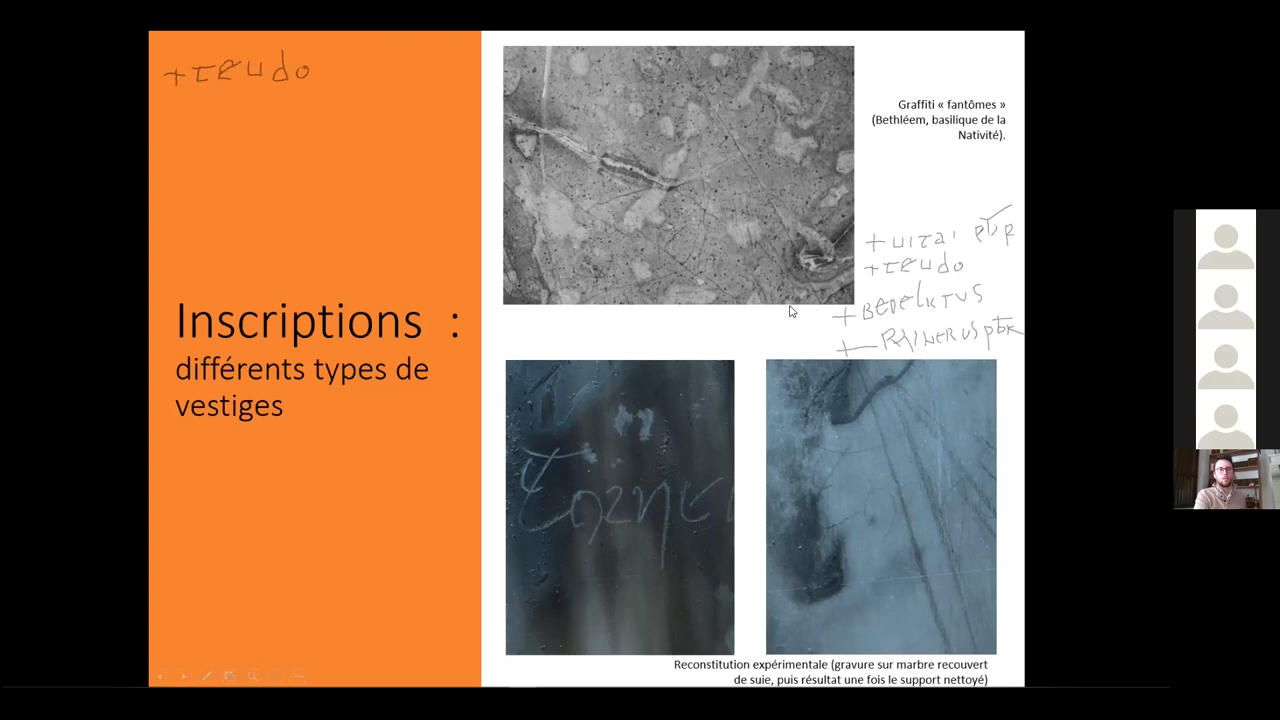 + teudo
Graffiti « fantômes »
(Bethléem, basilique de la
Nativité).
+ uita'
+ teudo
Inscriptions :
différents types de
vestiges
Reconstitution expérimentale (gravure sur marbre recouvert
de suie, puis résultat une fois le support nettoyé)